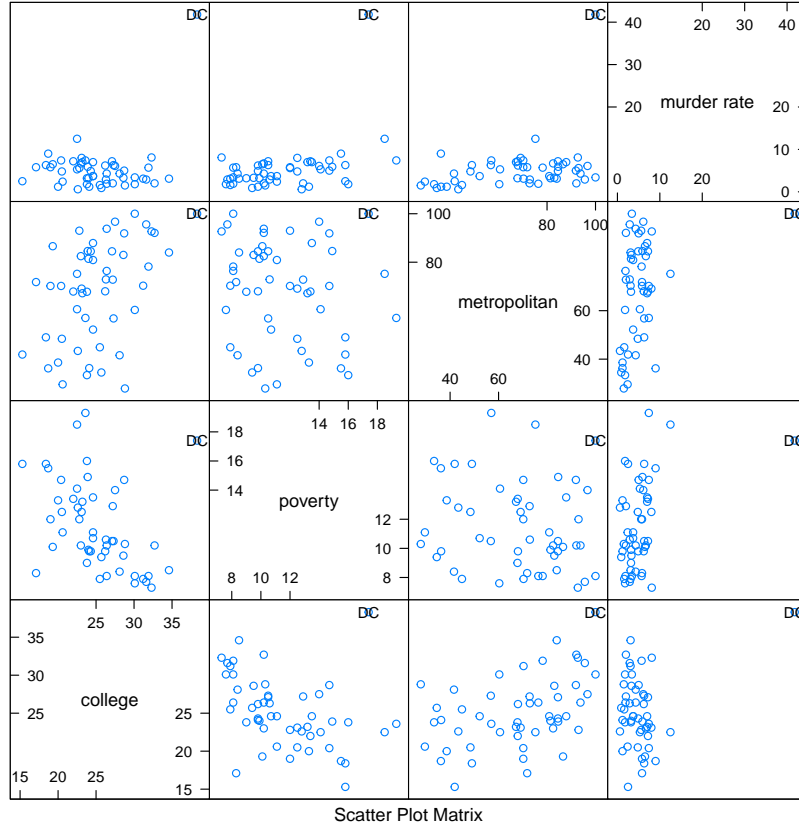 DC DC DC 20 30 40
40
30
murder rate
20 20
10
0
0 10 20
DC DC 100 80 100 DC
80
metropolitan
60
40
40 60
DC 14 16 18 DC DC
18
16
14
poverty
12
10
8
8 10 12
25 30 35 DC DC DC
35
30
college
25 25
20
15
15 20 25
Scatter Plot Matrix